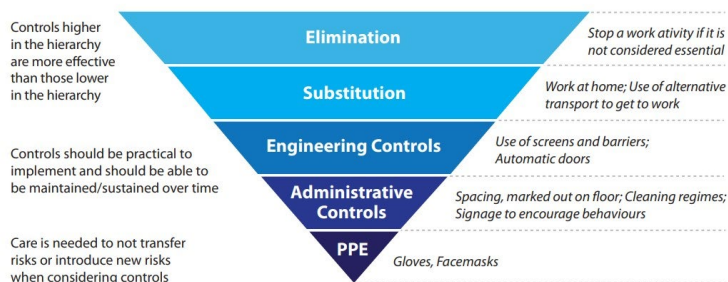 Controls higher
in the hierarchy
are more effective
than those lower
in the hierarchy
Elimination
Stop a work ativity if it is
not considered essential
Substitution
Work at home; Use of alternative
transport to get to work
Controls should be practical to
implement and should be able to
be maintained/sustained over time
Engineering Controls
Use of screens and barriers;
Automatic doors
Administrative
Controls
Spacing, marked out on floor; Cleaning regimes;
Signage to encourage behaviours
Care is needed to not transfer
risks or introduce new risks
when considering controls
PPE
Gloves, Facemasks